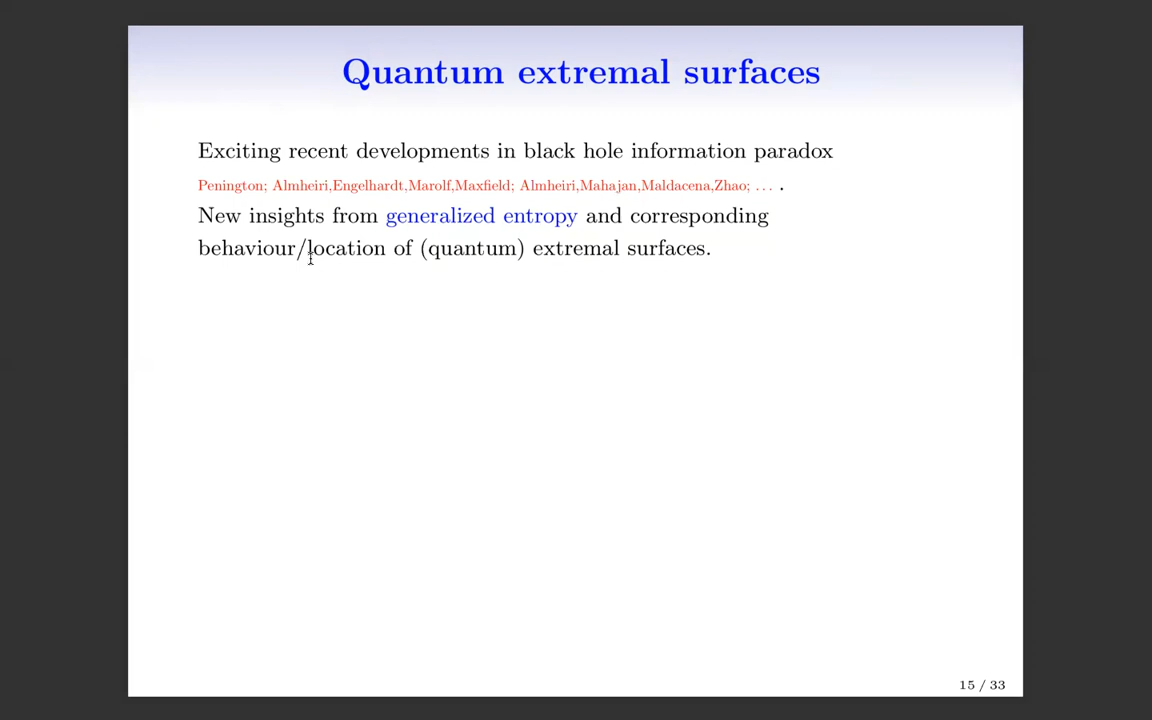 Quantum extremal surfaces
Exciting recent developments in black hole information paradox
Penington; Almheiri,Engelhardt,Marolf,Maxfield; Almheiri,Mahajan,Maldacena,Zhao; ... .
New insights from generalized entropy and corresponding
behaviour/location of (quantum) extremal surfaces.
15 / 33